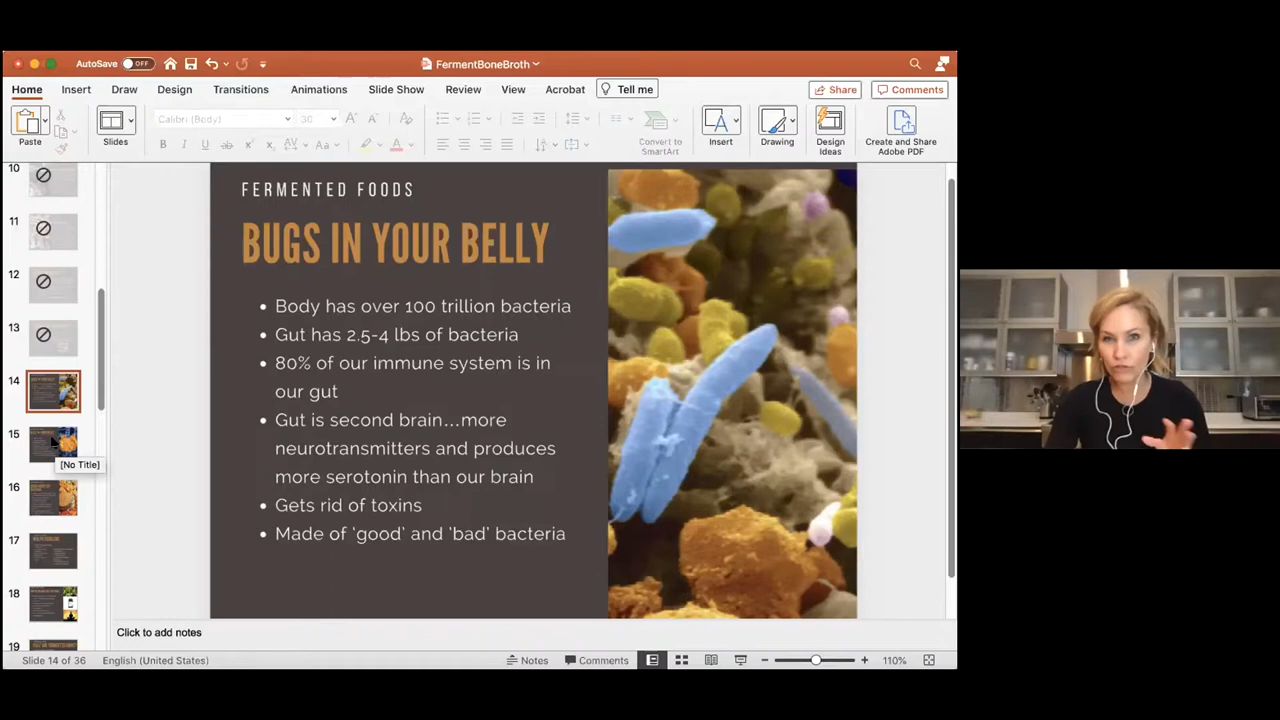 AutoSave OFF
FermentBoneBroth
Home Insert Draw Design Transitions Animations Slide Show Review View Acrobat Tell me Share Comments
Calibri (Body) 30
Paste Slides Convert to SmartArt Insert Drawing Design Ideas Create and Share Adobe PDF
10
11
12
13
14
15
[No Title]
16
17
18
19
FERMENTED FOODS
BUGS IN YOUR BELLY
• Body has over 100 trillion bacteria
• Gut has 2.5-4 lbs of bacteria
• 80% of our immune system is in
our gut
• Gut is second brain...more
neurotransmitters and produces
more serotonin than our brain
• Gets rid of toxins
• Made of 'good' and 'bad' bacteria
Click to add notes
Slide 14 of 36 English (United States) Notes Comments 110%